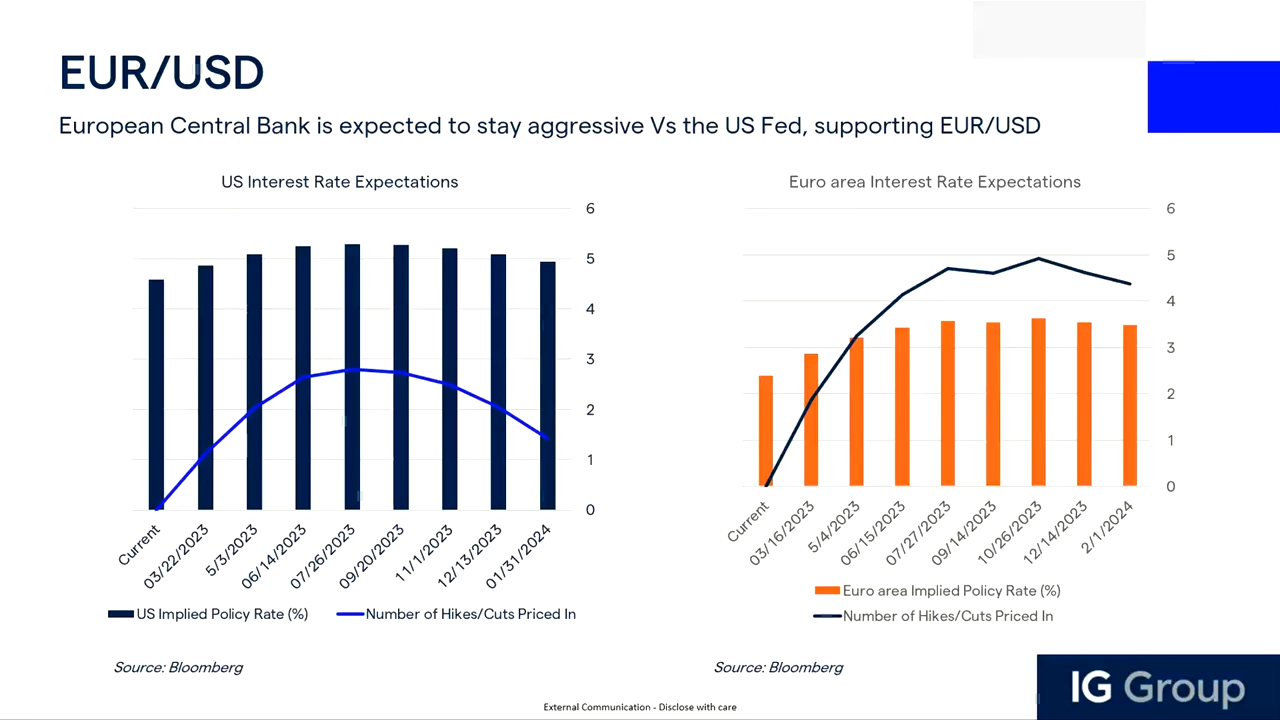 EUR/USD
European Central Bank is expected to stay aggressive Vs the US Fed, supporting EUR/USD
US Interest Rate Expectations
6
5
4
3
2
1
0
Current
03/22/2023
5/3/2023
06/14/2023
07/26/2023
09/20/2023
11/1/2023
12/13/2023
01/31/2024
US Implied Policy Rate (%)
Number of Hikes/Cuts Priced In
Source: Bloomberg
Euro area Interest Rate Expectations
6
5
4
3
2
1
0
Current
03/16/2023
5/4/2023
06/15/2023
07/27/2023
09/14/2023
10/26/2023
12/14/2023
2/1/2024
Euro area Implied Policy Rate (%)
Number of Hikes/Cuts Priced In
Source: Bloomberg
IG Group
External Communication - Disclose with care